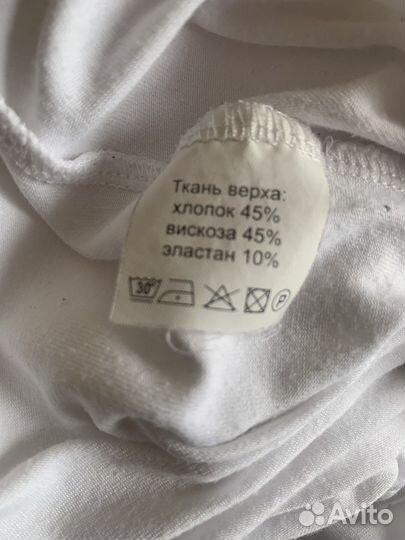 Ткань верха:
хлопок 45%
вискоза 45%
эластан 10%
30° P
Avito